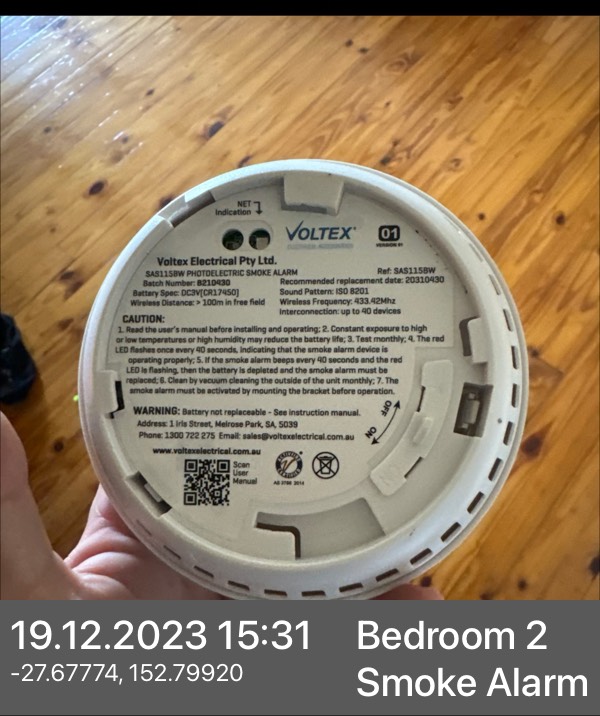 NET
Indication
VOLTEX
01
VERSION 01
Voltex Electrical Pty Ltd.
SAS115BW PHOTOELECTRIC SMOKE ALARM
Ref: SAS115BW
Batch Number: B210430
Recommended replacement date: 20310430
Battery Spec: DC3V[CR17450]
Sound Pattern: ISO 8201
Wireless Distance: > 100m in free field
Wireless Frequency: 433.42Mhz
Interconnection: up to 40 devices
CAUTION:
1. Read the user's manual before installing and operating; 2. Constant exposure to high
or low temperatures or high humidity may reduce the battery life; 3. Test monthly; 4. The red
LED flashes once every 40 seconds, indicating that the smoke alarm device is
operating properly; 5. If the smoke alarm beeps every 40 seconds and the red
LED is flashing, then the battery is depleted and the smoke alarm must be
replaced; 6. Clean by vacuum cleaning the outside of the unit monthly; 7. The
smoke alarm must be activated by mounting the bracket before operation.
WARNING: Battery not replaceable - See instruction manual.
Address: 1 Iris Street, Melrose Park, SA, 5039
Phone: 1300 722 275 Email: sales@voltexelectrical.com.au
www.voltexelectrical.com.au
OFF
ON
Scan
User
Manual
AS 3786 2014
19.12.2023 15:31
-27.67774, 152.79920
Bedroom 2
Smoke Alarm